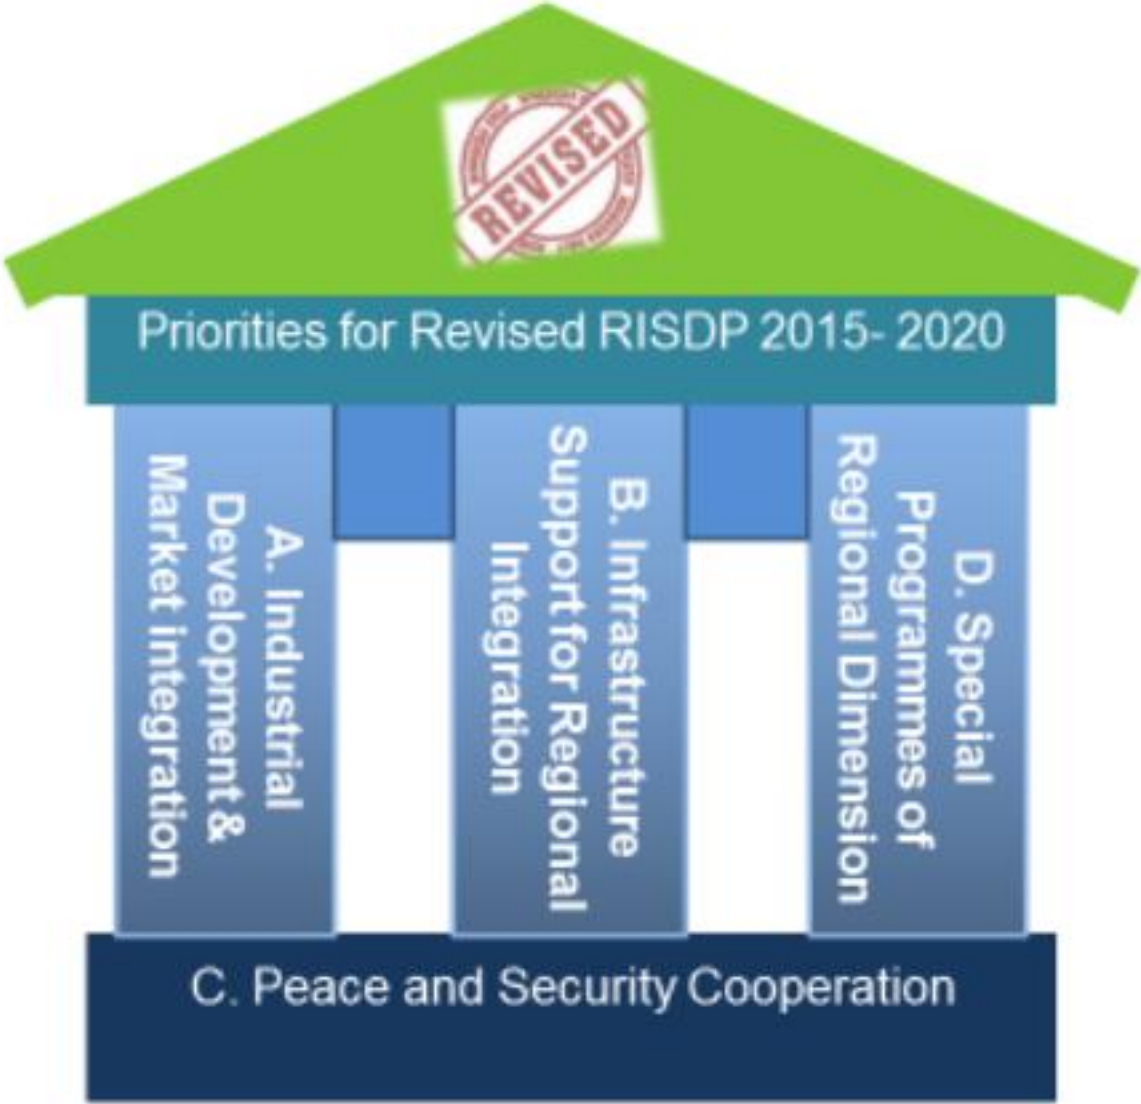 REVISED
Priorities for Revised RISDP 2015- 2020
A. Industrial
Development &
Market integration
B. Infrastructure
Support for Regional
Integration
D. Special
Programmes of
Regional Dimension
C. Peace and Security Cooperation